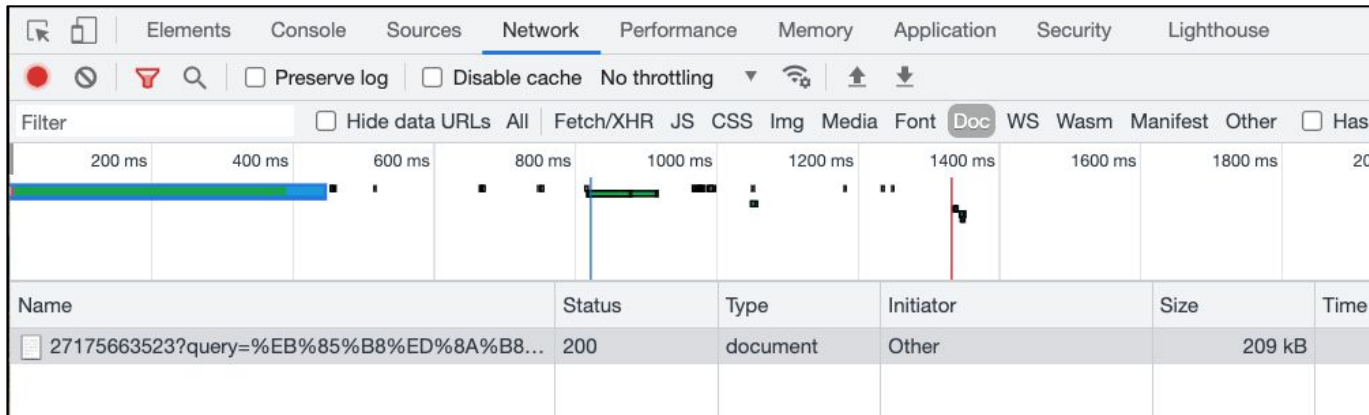 Elements Console Sources Network Performance Memory Application Security Lighthouse
Preserve log Disable cache No throttling
Filter Hide data URLs All Fetch/XHR JS CSS Img Media Font Doc WS Wasm Manifest Other Has
200 ms 400 ms 600 ms 800 ms 1000 ms 1200 ms 1400 ms 1600 ms 1800 ms 20
Name Status Type Initiator Size Time
27175663523?query=%EB%85%B8%ED%8A%B8... 200 document Other 209 kB